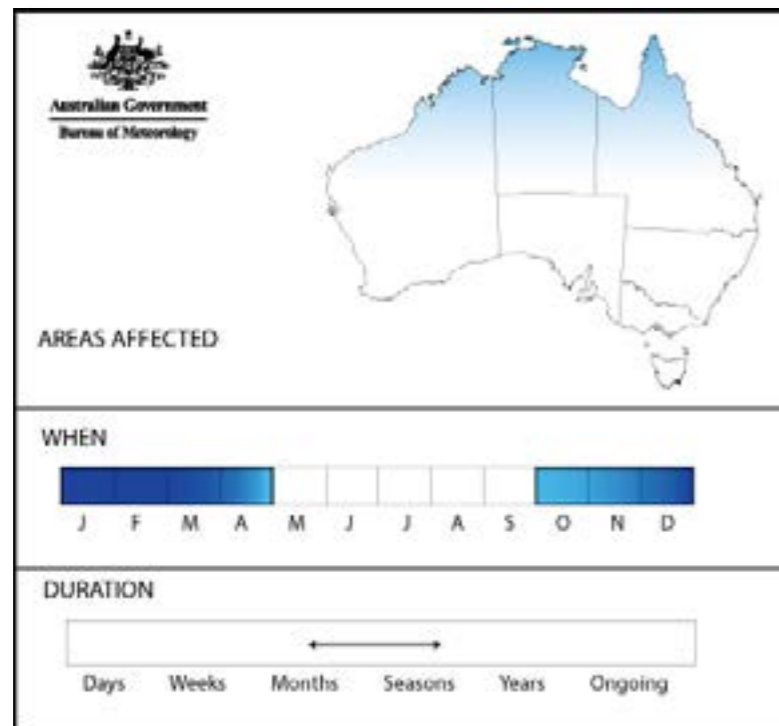 Australian Government
Bureau of Meteorology
AREAS AFFECTED
WHEN
J F M A M J J A S O N D
DURATION
Days Weeks Months Seasons Years Ongoing